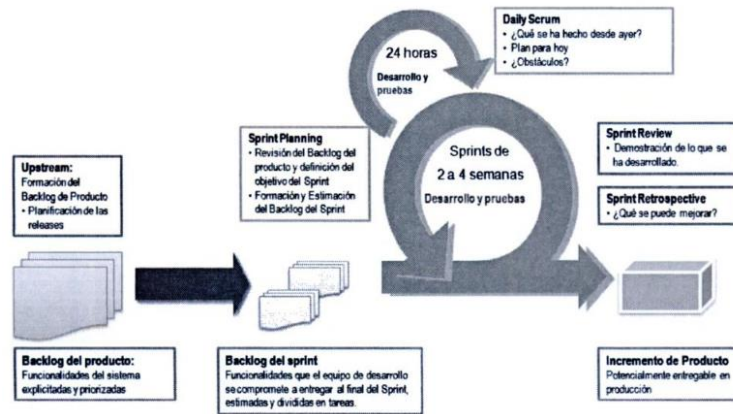 Daily Scrum
• ¿Qué se ha hecho desde ayer?
• Plan para hoy
• ¿Obstáculos?
24 horas
Desarrollo y
pruebas
Sprint Planning
• Revisión del Backlog del
producto y definición del
objetivo del Sprint
• Formación y Estimación
del Backlog del Sprint
Sprints de
2 a 4 semanas
Desarrollo y pruebas
Sprint Review
• Demostración de lo que se
ha desarrollado.
Sprint Retrospective
• ¿Qué se puede mejorar?
Upstream:
Formación del
Backlog de Producto
• Planificación de las
releases
Backlog del producto:
Funcionalidades del sistema
explicitadas y priorizadas
Backlog del sprint
Funcionalidades que el equipo de desarrollo
se compromete a entregar al final del Sprint,
estimadas y divididas en tareas.
Incremento de Producto
Potencialmente entregable en
producción